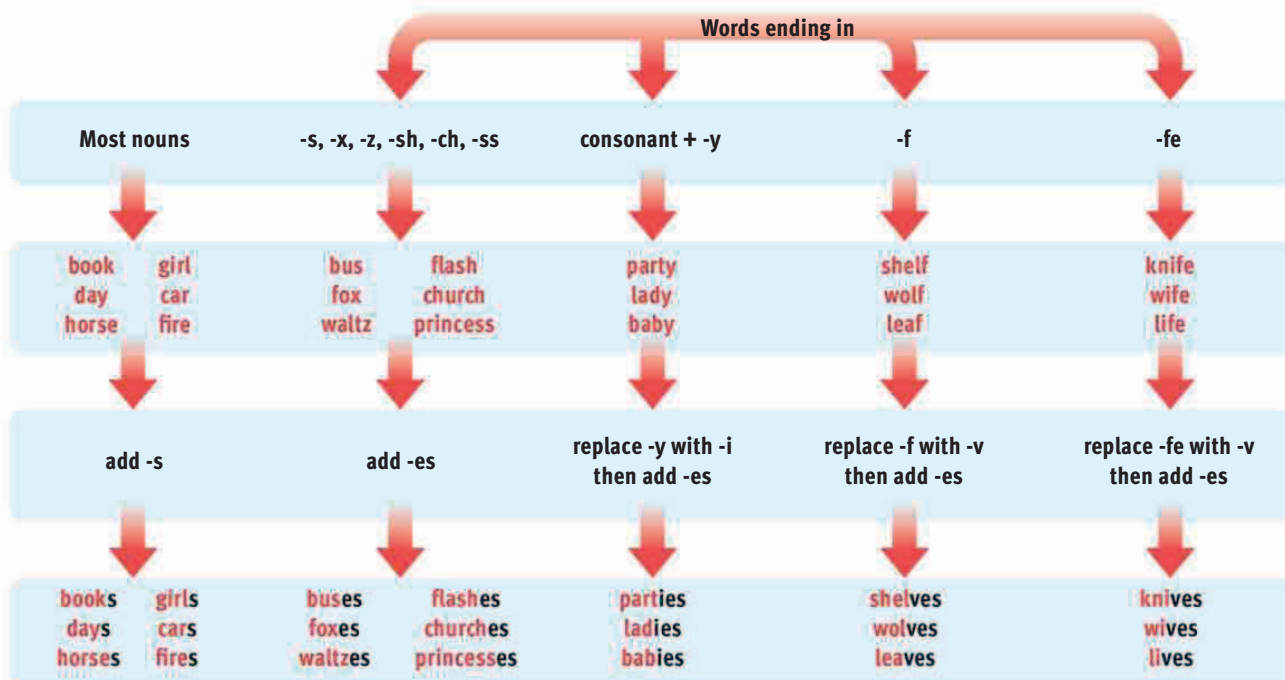 Words ending in
Most nouns
-s, -x, -z, -sh, -ch, -ss
consonant + -y
-f
-fe
book girl
day car
horse fire
bus flash
fox church
waltz princess
party
lady
baby
shelf
wolf
leaf
knife
wife
life
add -s
add -es
replace -y with -i
then add -es
replace -f with -v
then add -es
replace -fe with -v
then add -es
books girls
days cars
horses fires
buses flashes
foxes churches
waltzes princesses
parties
ladies
babies
shelves
wolves
leaves
knives
wives
lives